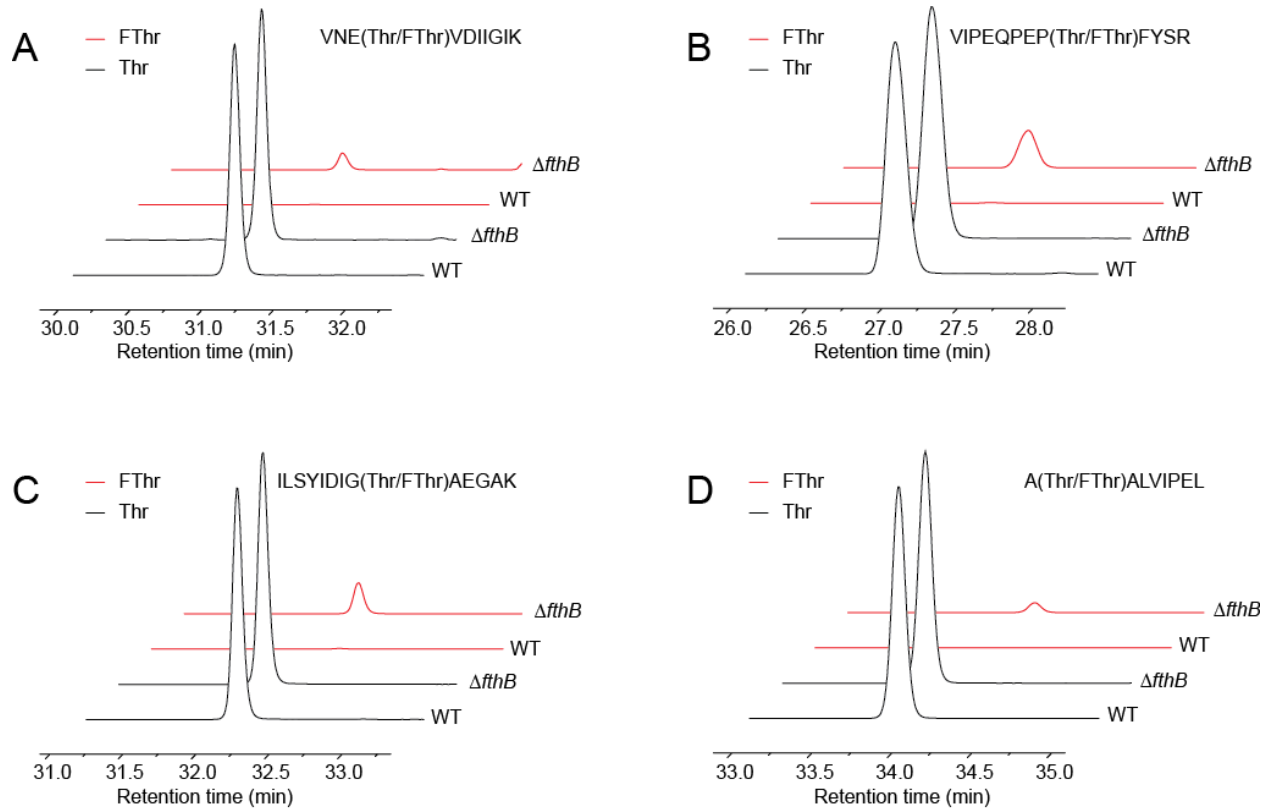 A
FThr
Thr
VNE(Thr/FThr)VDIIGIK
ΔfthB
WT
ΔfthB
WT
30.0 30.5 31.0 31.5 32.0
Retention time (min)
B
FThr
Thr
VIPEQPEP(Thr/FThr)FYSR
ΔfthB
WT
ΔfthB
WT
26.0 26.5 27.0 27.5 28.0
Retention time (min)
C
FThr
Thr
ILSYIDIG(Thr/FThr)AEGAK
ΔfthB
WT
ΔfthB
WT
31.0 31.5 32.0 32.5 33.0
Retention time (min)
D
FThr
Thr
A(Thr/FThr)ALVIPEL
ΔfthB
WT
ΔfthB
WT
33.0 33.5 34.0 34.5 35.0
Retention time (min)